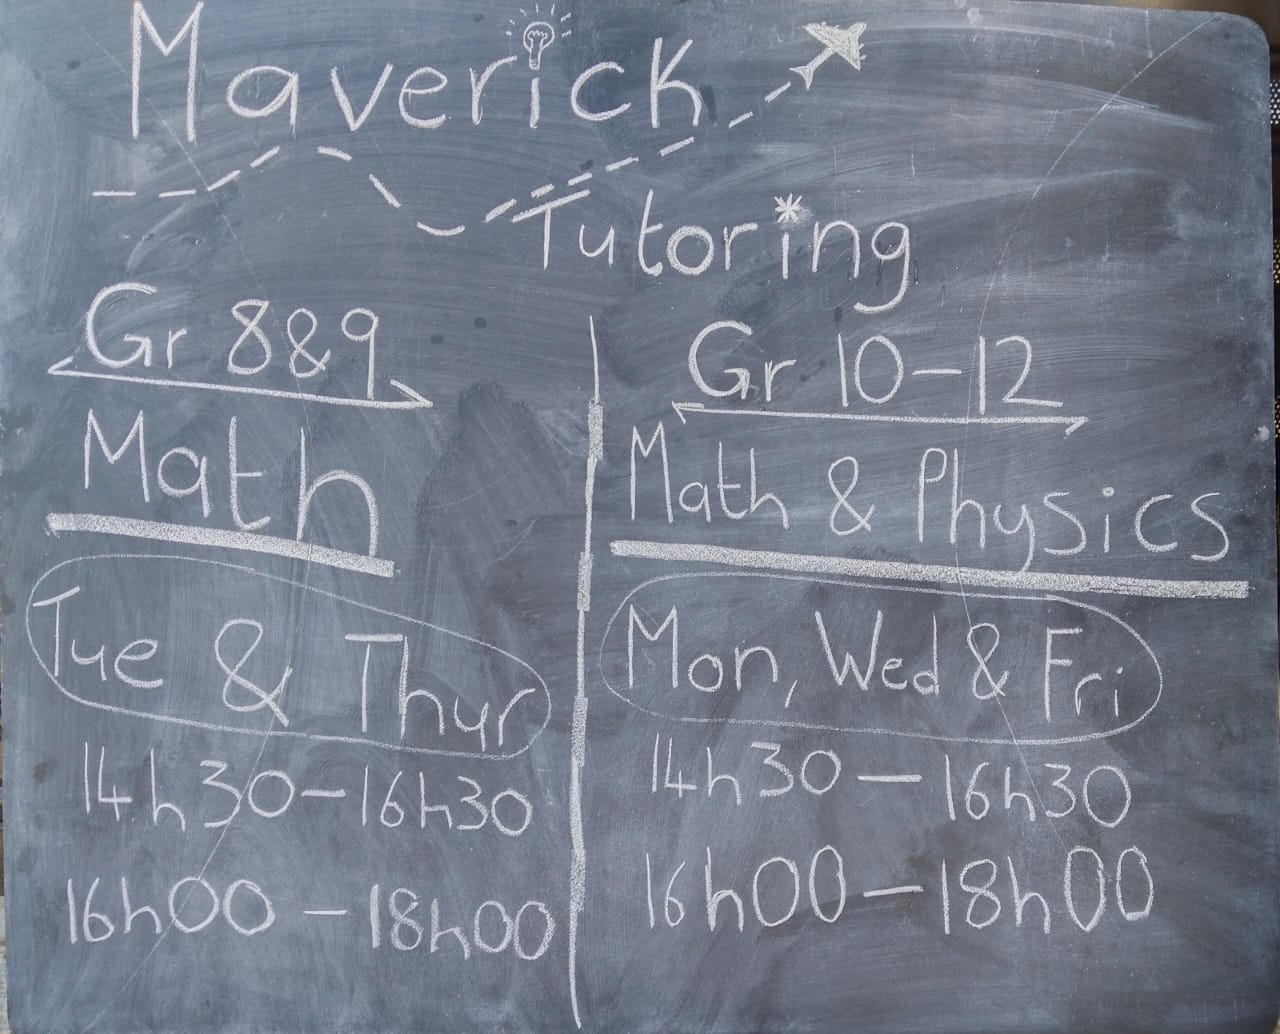 Maverick
Tutoring
Gr 8&9
Math
Tue & Thur
14h30-16h30
16h00 - 18h00
Gr 10-12
Math & Physics
Mon, Wed & Fri
14h30 - 16h30
16h00 - 18h00